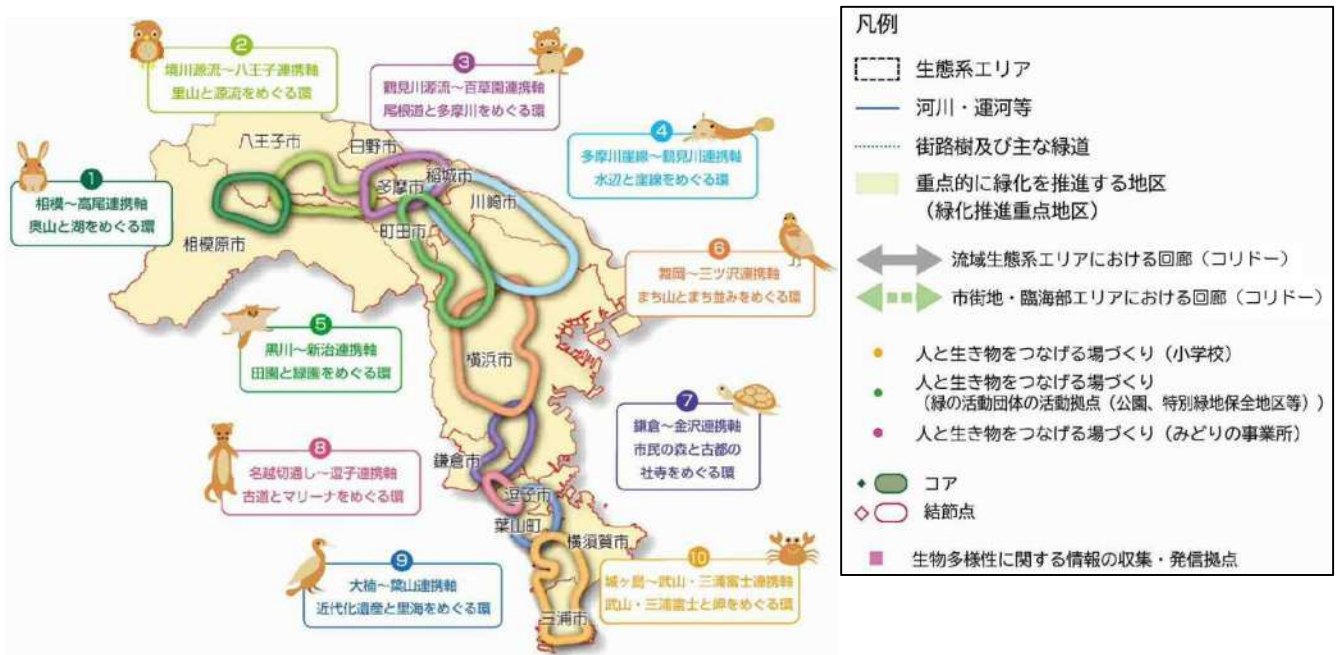 2
境川源流～八王子連携軸
里山と源流をめぐる環
3
鶴見川源流～百草園連携軸
尾根道と多摩川をめぐる環
4
多摩川崖線～鶴見川連携軸
水辺と崖線をめぐる環
1
相模～高尾連携軸
奥山と湖をめぐる環
八王子市
日野市
多摩市
稲城市
川崎市
町田市
相模原市
6
舞岡～三ツ沢連携軸
まち山とまち並みをめぐる環
5
黒川～新治連携軸
田園と緑園をめぐる環
横浜市
7
鎌倉～金沢連携軸
市民の森と古都の
社寺をめぐる環
8
名越切通し～逗子連携軸
古道とマリーナをめぐる環
鎌倉市
逗子市
葉山町
横須賀市
9
大楠～葉山連携軸
近代化遺産と里海をめぐる環
10
城ヶ島～武山・三浦富士連携軸
武山・三浦富士と岬をめぐる環
三浦市
凡例
生態系エリア
河川・運河等
街路樹及び主な緑道
重点的に緑化を推進する地区
（緑化推進重点地区）
流域生態系エリアにおける回廊（コリドー）
市街地・臨海部エリアにおける回廊（コリドー）
人と生き物をつなげる場づくり（小学校）
人と生き物をつなげる場づくり
（緑の活動団体の活動拠点（公園、特別緑地保全地区等））
人と生き物をつなげる場づくり（みどりの事業所）
コア
結節点
生物多様性に関する情報の収集・発信拠点